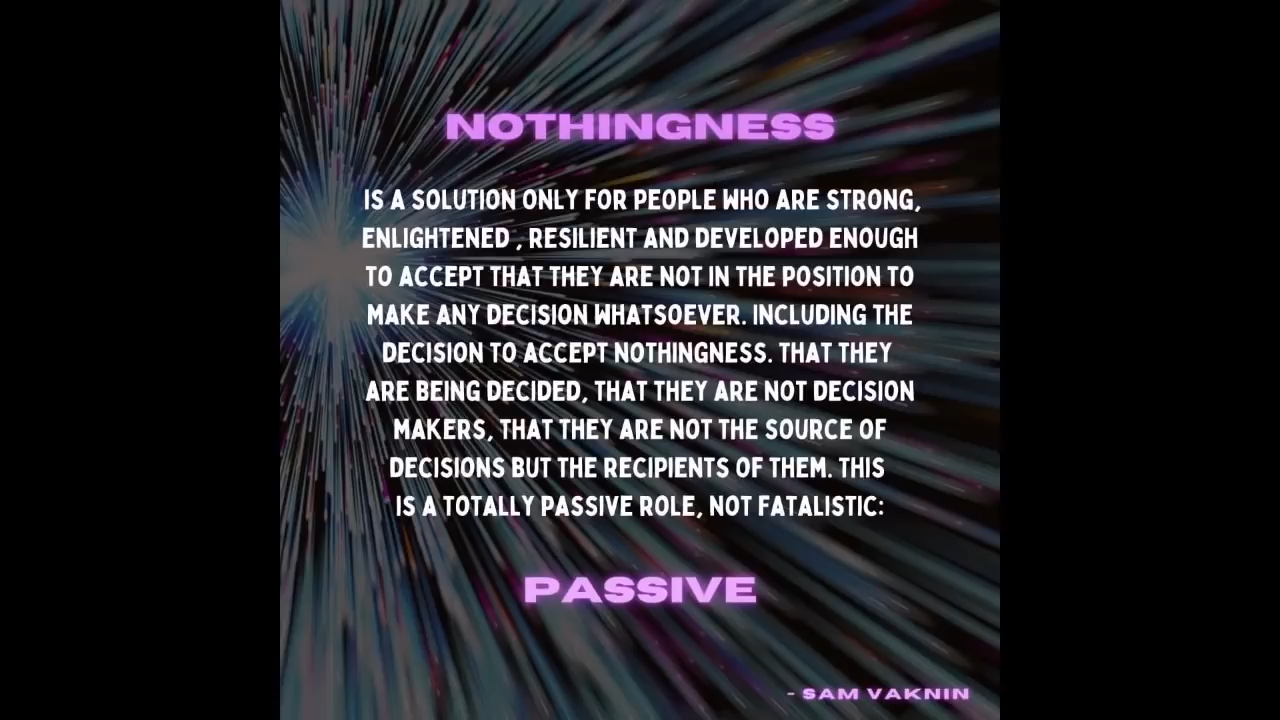 NOTHINGNESS
IS A SOLUTION ONLY FOR PEOPLE WHO ARE STRONG,
ENLIGHTENED , RESILIENT AND DEVELOPED ENOUGH
TO ACCEPT THAT THEY ARE NOT IN THE POSITION TO
MAKE ANY DECISION WHATSOEVER. INCLUDING THE
DECISION TO ACCEPT NOTHINGNESS. THAT THEY
ARE BEING DECIDED, THAT THEY ARE NOT DECISION
MAKERS, THAT THEY ARE NOT THE SOURCE OF
DECISIONS BUT THE RECIPIENTS OF THEM. THIS
IS A TOTALLY PASSIVE ROLE, NOT FATALISTIC:
PASSIVE
- SAM VAKNIN